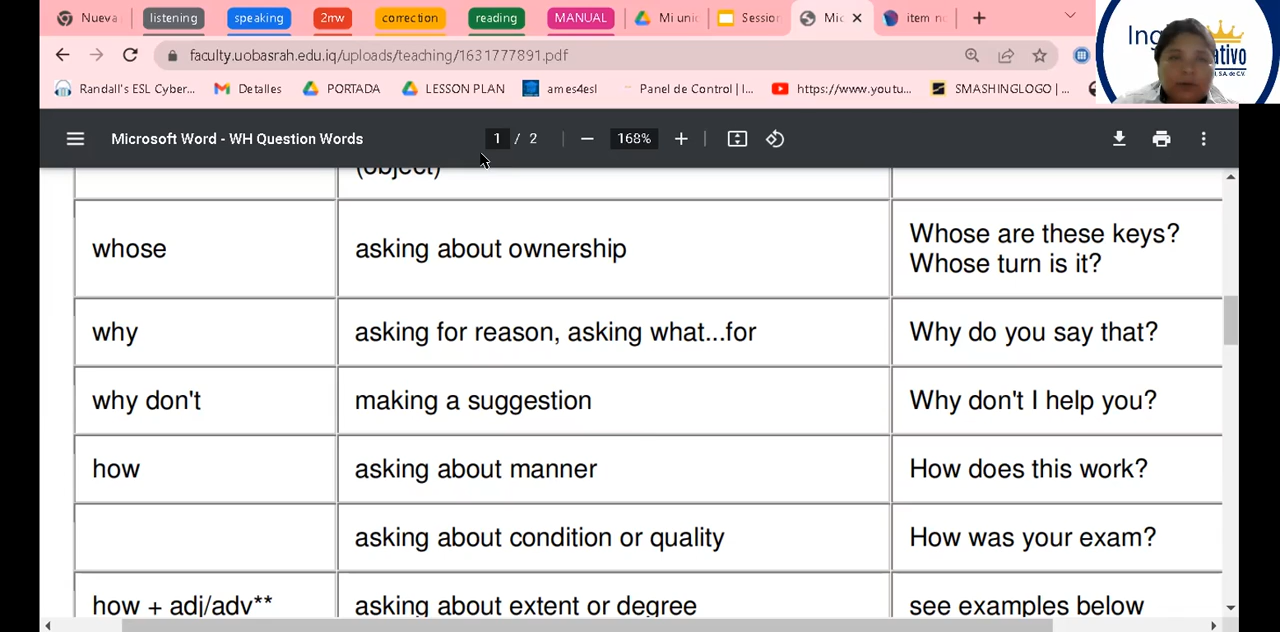 Nueva
listening
speaking
2mw
correction
reading
MANUAL
Mi uni
Sessio
Mic
item n
faculty.uobasrah.edu.iq/uploads/teaching/1631777891.pdf
Randall's ESL Cyber...
Detalles
PORTADA
LESSON PLAN
ames4esl
Panel de Control | I...
https://www.youtu...
SMASHINGLOGO | ...
Microsoft Word - WH Question Words
1 / 2
168%
(object)
whose
asking about ownership
Whose are these keys?
Whose turn is it?
why
asking for reason, asking what...for
Why do you say that?
why don't
making a suggestion
Why don't I help you?
how
asking about manner
How does this work?
asking about condition or quality
How was your exam?
how + adj/adv**
asking about extent or degree
see examples below